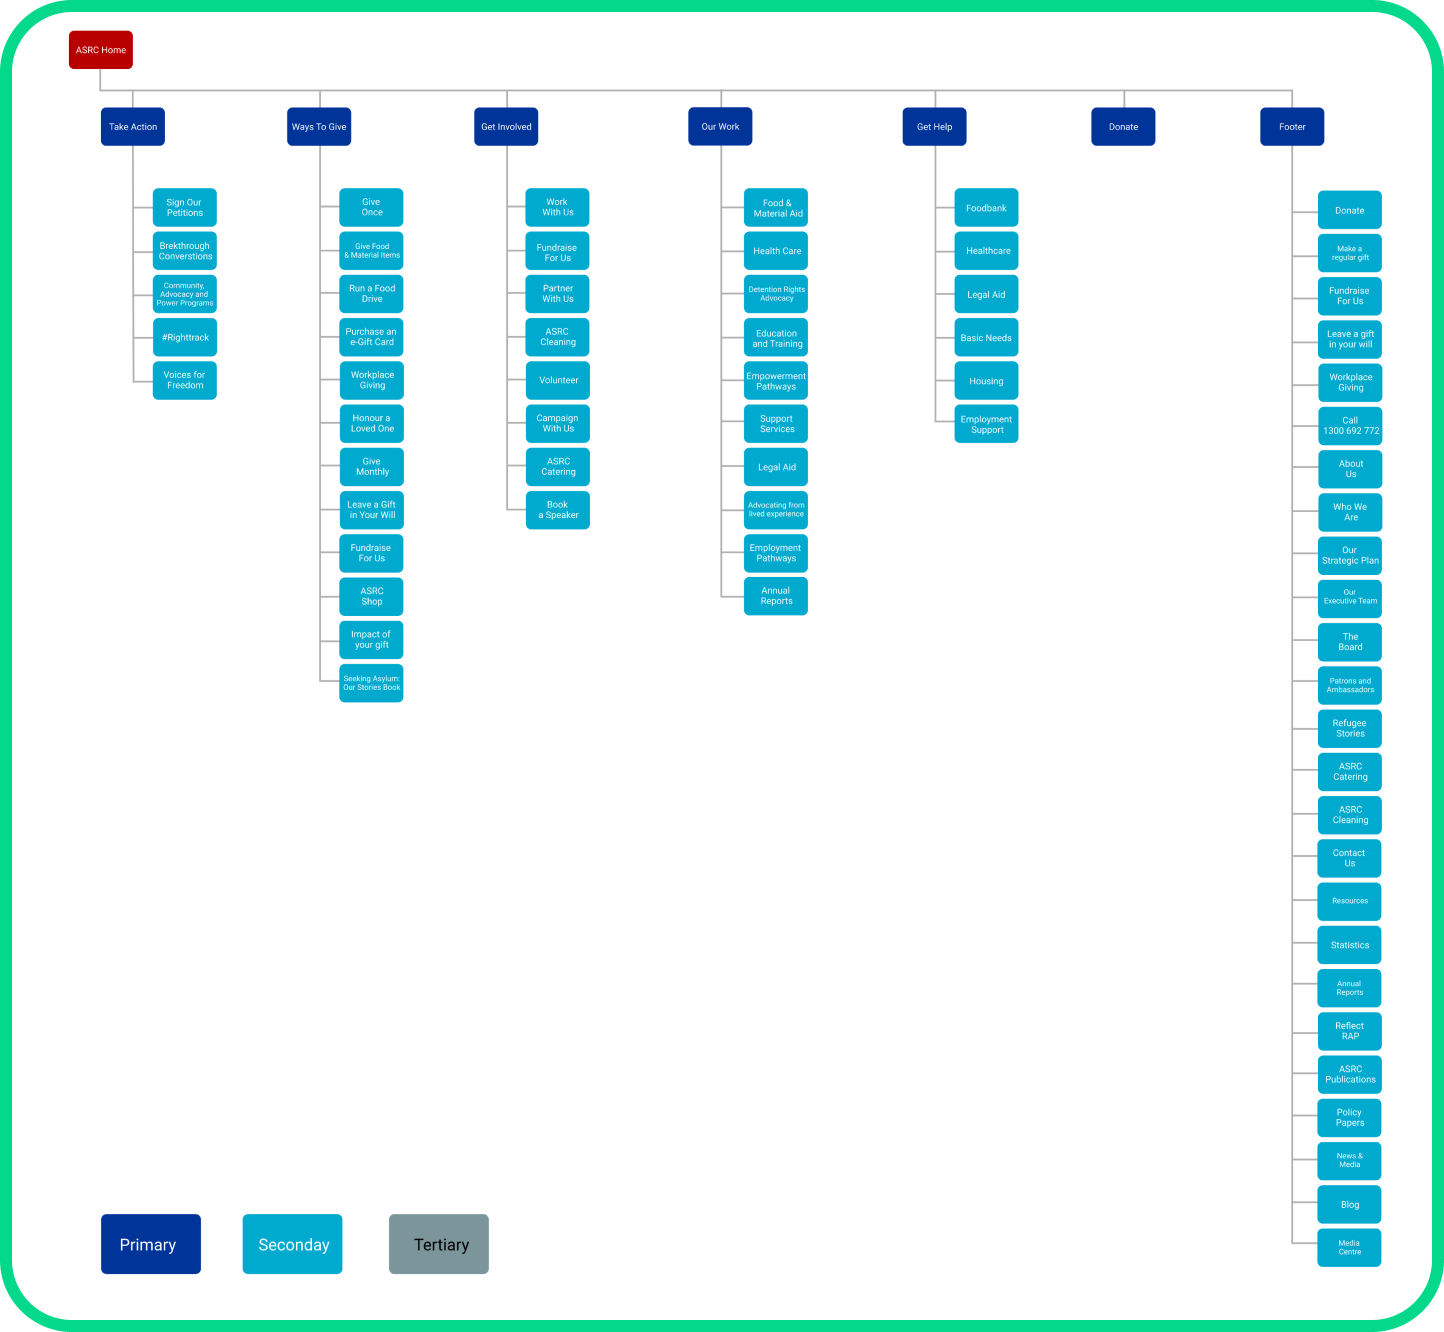 ASRC Home
Take Action
Ways To Give
Get Involved
Our Work
Get Help
Donate
Footer
Sign Our
Petitions
Brekthrough
Converstions
Community,
Advocacy and
Power Programs
#Righttrack
Voices for
Freedom
Give
Once
Give Food
& Material Items
Run a Food
Drive
Purchase an
e-Gift Card
Workplace
Giving
Honour a
Loved One
Give
Monthly
Leave a Gift
in Your Will
Fundraise
For Us
ASRC
Shop
Impact of
your gift
Seeking Asylum:
Our Stories Book
Work
With Us
Fundraise
For Us
Partner
With Us
ASRC
Cleaning
Volunteer
Campaign
With Us
ASRC
Catering
Book
a Speaker
Food &
Material Aid
Health Care
Detention Rights
Advocacy
Education
and Training
Empowerment
Pathways
Support
Services
Legal Aid
Advocating from
lived experience
Employment
Pathways
Annual
Reports
Foodbank
Healthcare
Legal Aid
Basic Needs
Housing
Employment
Support
Donate
Make a
regular gift
Fundraise
For Us
Leave a gift
in your will
Workplace
Giving
Call
1300 692 772
About
Us
Who We
Are
Our
Strategic Plan
Our
Executive Team
The
Board
Patrons and
Ambassadors
Refugee
Stories
ASRC
Catering
ASRC
Cleaning
Contact
Us
Resources
Statistics
Annual
Reports
Reflect
RAP
ASRC
Publications
Policy
Papers
News &
Media
Blog
Media
Centre
Primary
Seconday
Tertiary